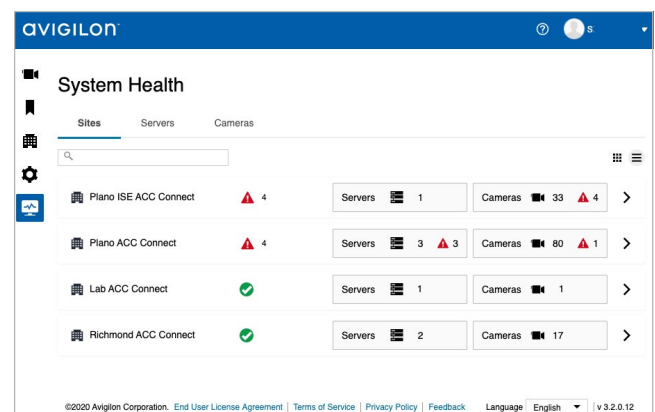 avigilon
S
System Health
Sites Servers Cameras
Plano ISE ACC Connect 4 Servers 1 Cameras 33 4
Plano ACC Connect 4 Servers 3 3 Cameras 80 1
Lab ACC Connect Servers 1 Cameras 1
Richmond ACC Connect Servers 2 Cameras 17
©2020 Avigilon Corporation. End User License Agreement | Terms of Service | Privacy Policy | Feedback Language English | v 3.2.0.12